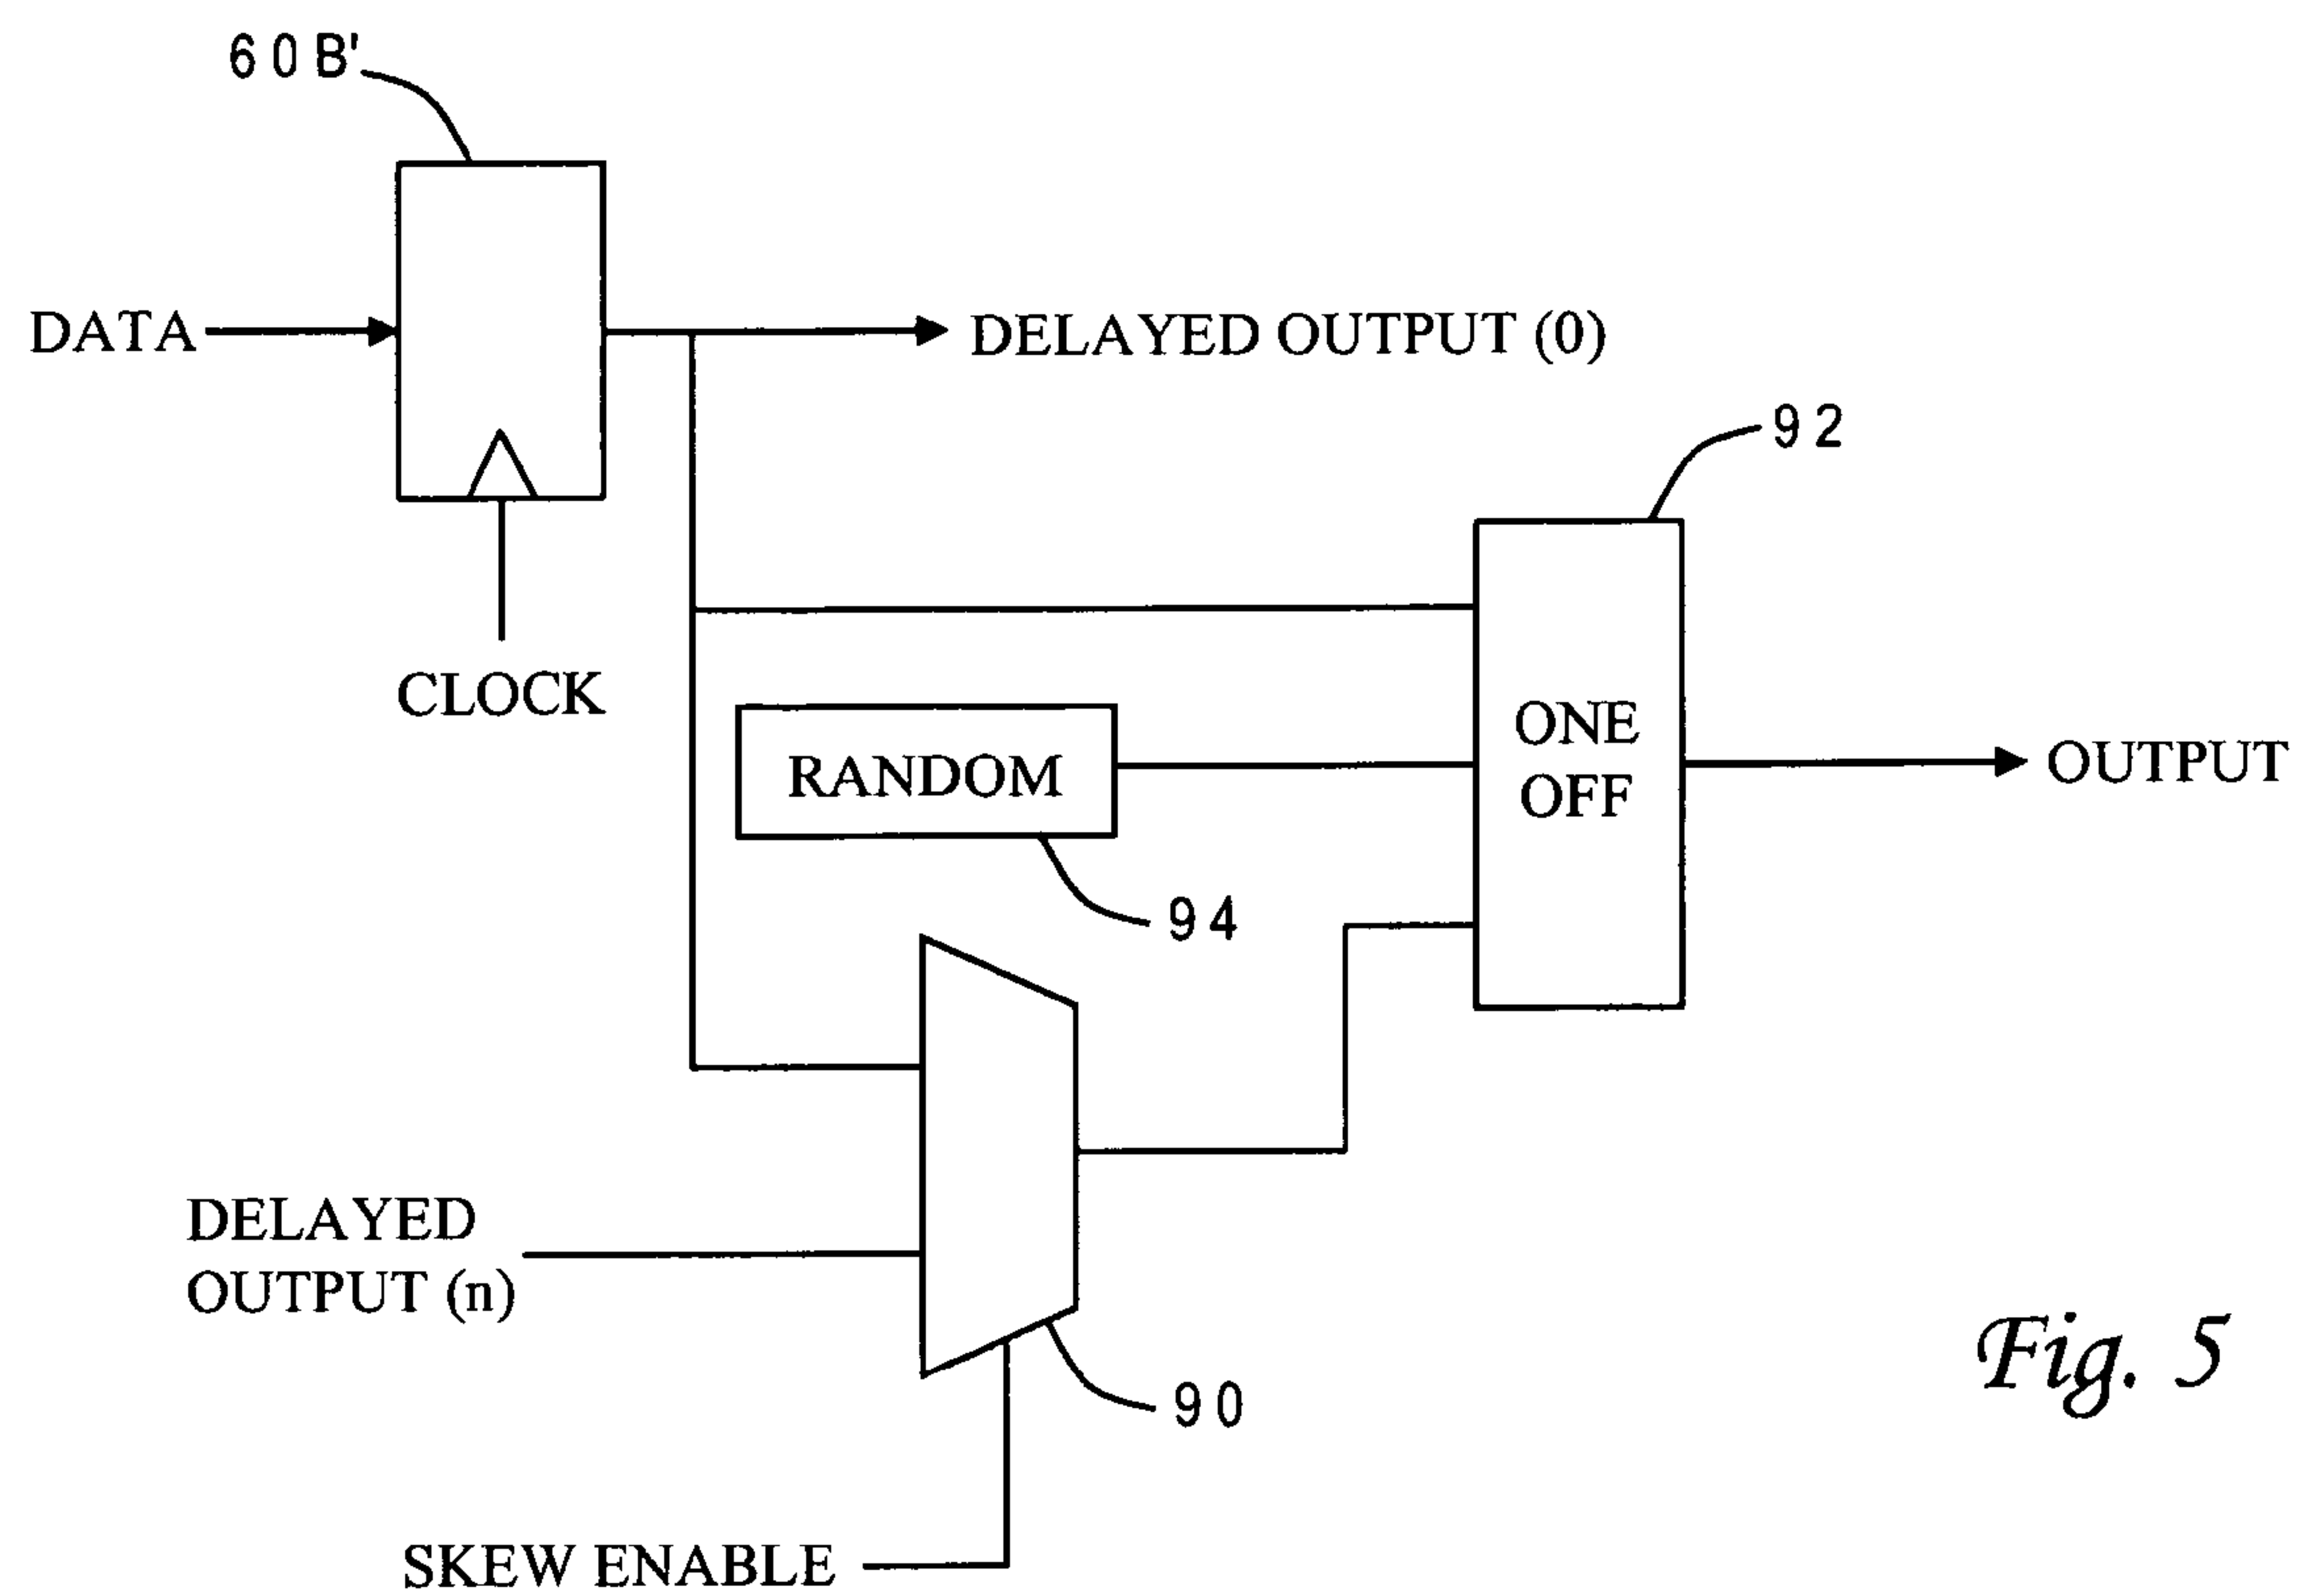 60B'
DATA
DELAYED OUTPUT (0)
92
CLOCK
ONE
OFF
RANDOM
OUTPUT
94
DELAYED
OUTPUT (n)
90
Fig. 5
SKEW ENABLE